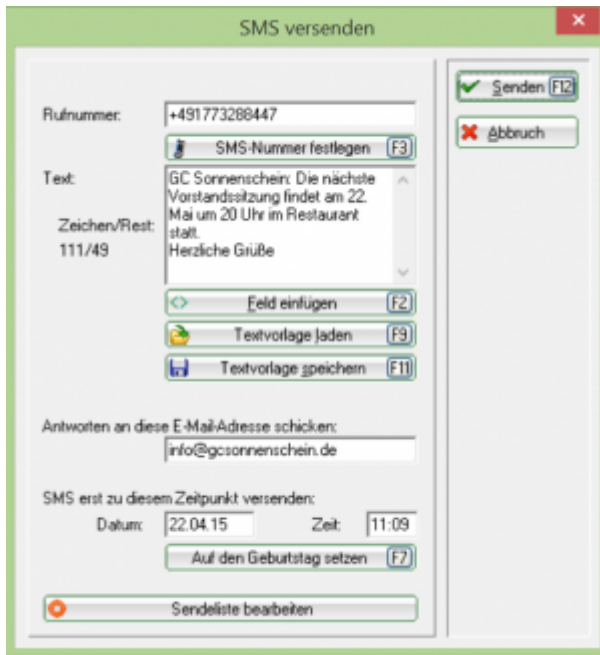 SMS versenden
Rufnummer: +491773288447
SMS-Nummer festlegen F3
Text: GC Sonnenschein: Die nächste
Vorstandssitzung findet am 22.
Mai um 20 Uhr im Restaurant
statt.
Herzliche Grüße
Zeichen/Rest:
111/49
Feld einfügen F2
Textvorlage laden F9
Textvorlage speichern F11
Antworten an diese E-Mail-Adresse schicken:
info@gcsonnenschein.de
SMS erst zu diesem Zeitpunkt versenden:
Datum: 22.04.15 Zeit: 11:09
Auf den Geburtstag setzen F7
Sendeliste bearbeiten
Senden F12
Abbruch